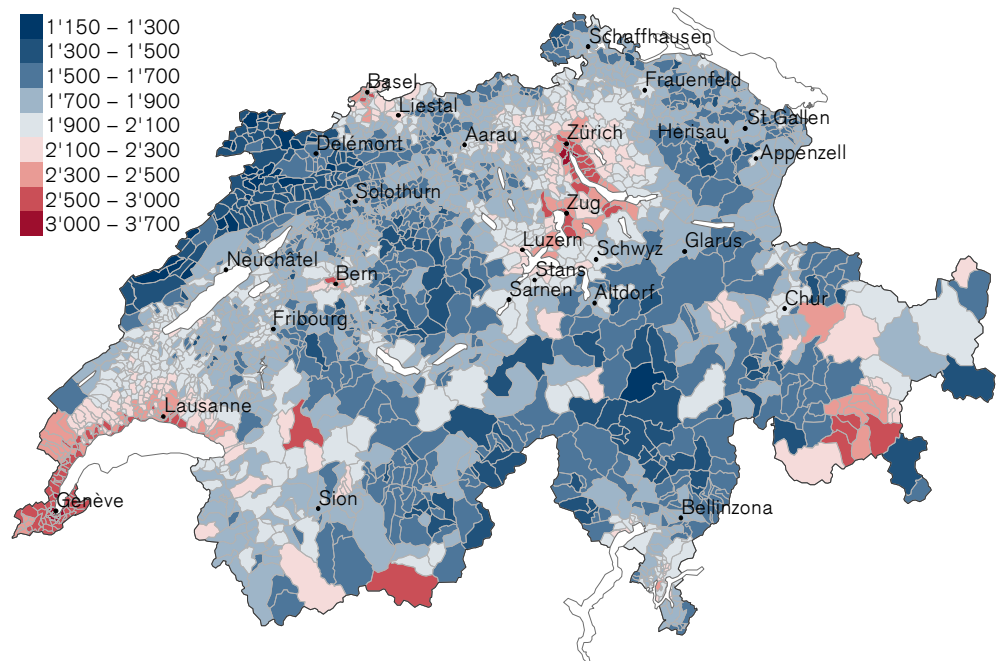 1'150 – 1'300
1'300 – 1'500
1'500 – 1'700
1'700 – 1'900
1'900 – 2'100
2'100 – 2'300
2'300 – 2'500
2'500 – 3'000
3'000 – 3'700
Schaffhausen
Basel
Frauenfeld
Liestal
St.Gallen
Delémont
Aarau
Zürich
Herisau
Appenzell
Solothurn
Zug
Neuchâtel
Luzern
Schwyz
Glarus
Bern
Stans
Sarnen
Altdorf
Chur
Fribourg
Lausanne
Genève
Sion
Bellinzona